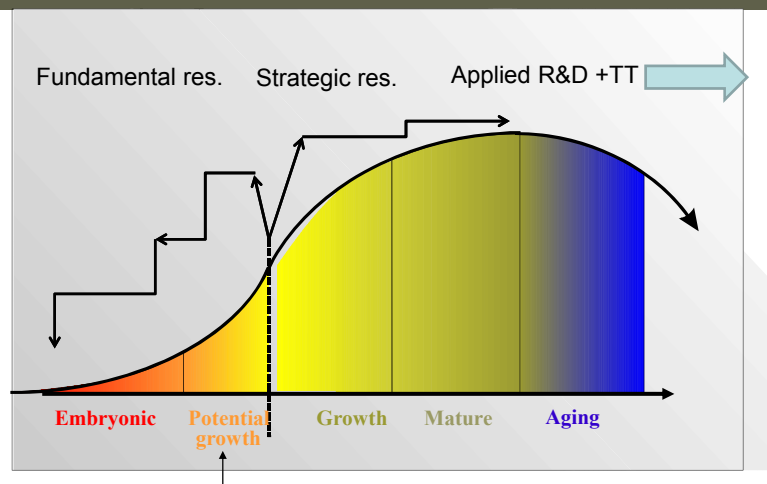 Fundamental res.
Strategic res.
Applied R&D +TT
Embryonic
Potential
growth
Growth
Mature
Aging